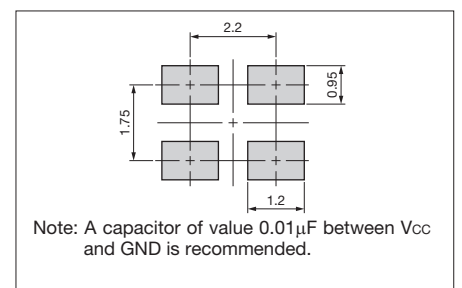 2.2
0.95
1.75
1.2
Note: A capacitor of value 0.01μF between Vcc
and GND is recommended.